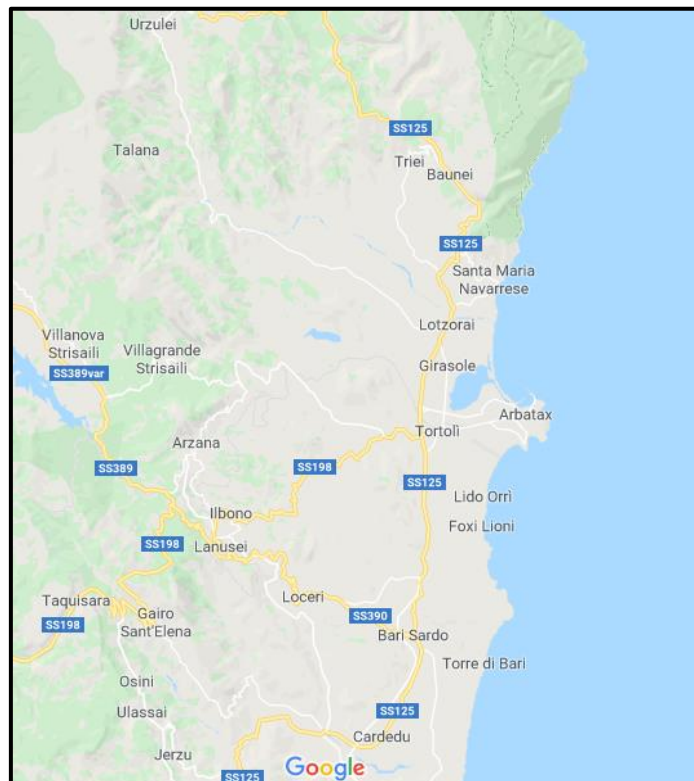 Urzulei
SS125
Talana
Triei
Baunei
SS125
Santa Maria
Navarrese
Lotzorai
Villanova
Strisaili
Villagrande
Strisaili
Girasole
SS389var
Arbatax
Tortolì
Arzana
SS389
SS198
SS125
Lido Orrì
Ilbono
Foxi Lioni
SS198
Lanusei
Taquisara
Loceri
SS198
Gairo
Sant'Elena
SS390
Bari Sardo
Torre di Bari
Osini
Ulassai
SS125
Cardedu
Jerzu
SS125
Google